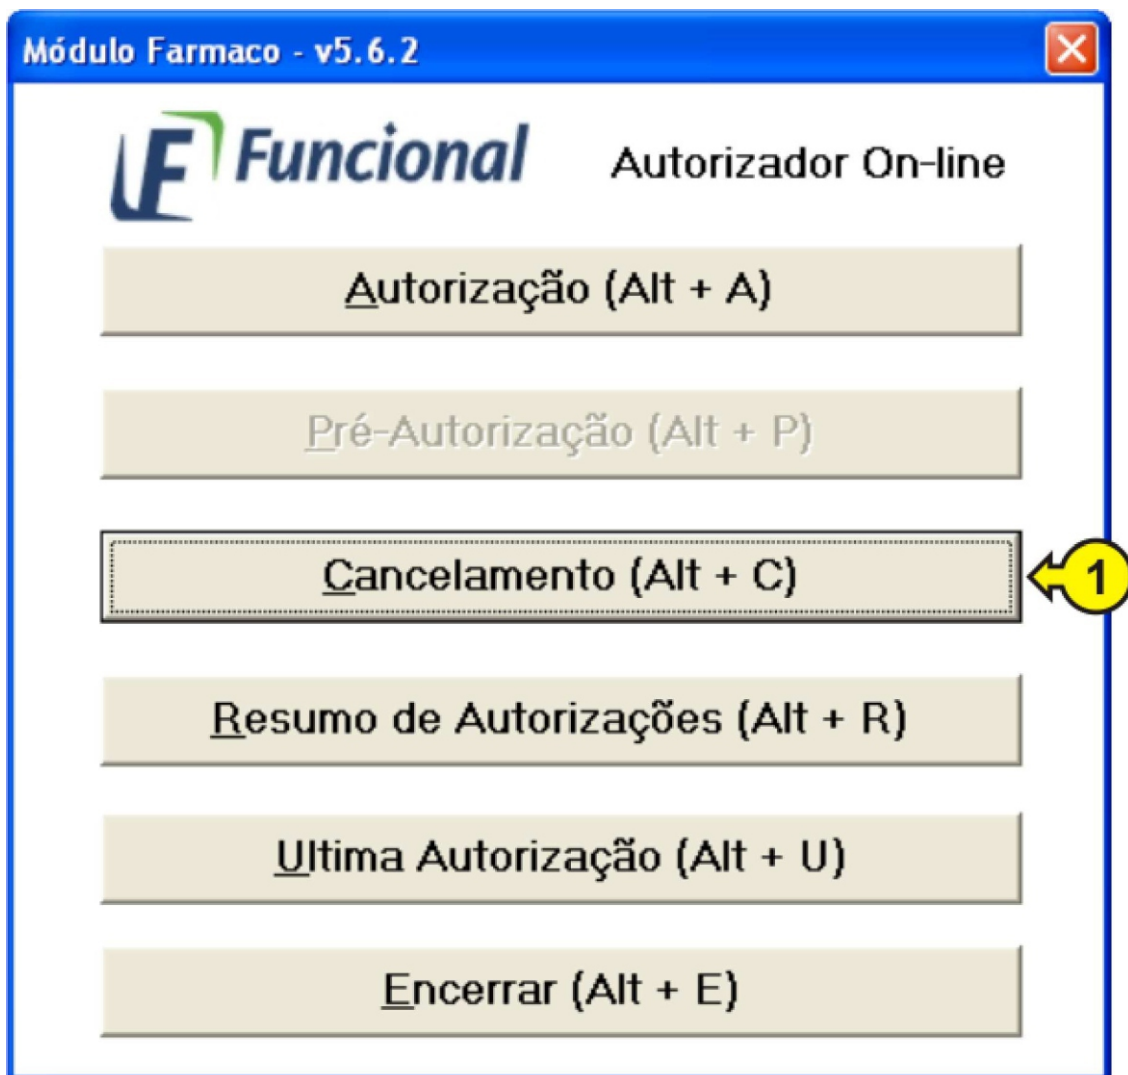 Módulo Farmaco - v5.6.2
Funcional Autorizador On-line
Autorização (Alt + A)
Pré-Autorização (Alt + P)
Cancelamento (Alt + C) 1
Resumo de Autorizações (Alt + R)
Ultima Autorização (Alt + U)
Encerrar (Alt + E)